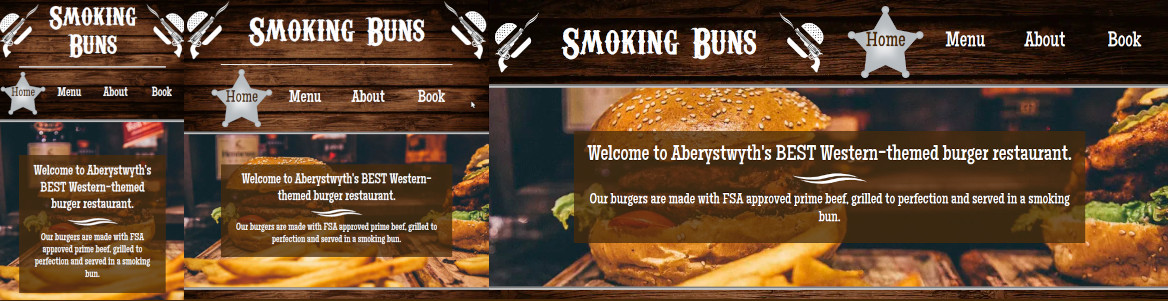 SMOKING
BUNS
Home Menu About Book
Welcome to Aberystwyth's
BEST Western-themed
burger restaurant.
Our burgers are made with FSA
approved prime beef, grilled to
perfection and served in a smoking
bun.
SMOKING BUNS
Home Menu About Book
Welcome to Aberystwyth's BEST Western-
themed burger restaurant.
Our burgers are made with FSA approved prime beef, grilled to
perfection and served in a smoking bun.
SMOKING BUNS
Home Menu About Book
Welcome to Aberystwyth's BEST Western-themed burger restaurant.
Our burgers are made with FSA approved prime beef, grilled to perfection and served in a smoking
bun.